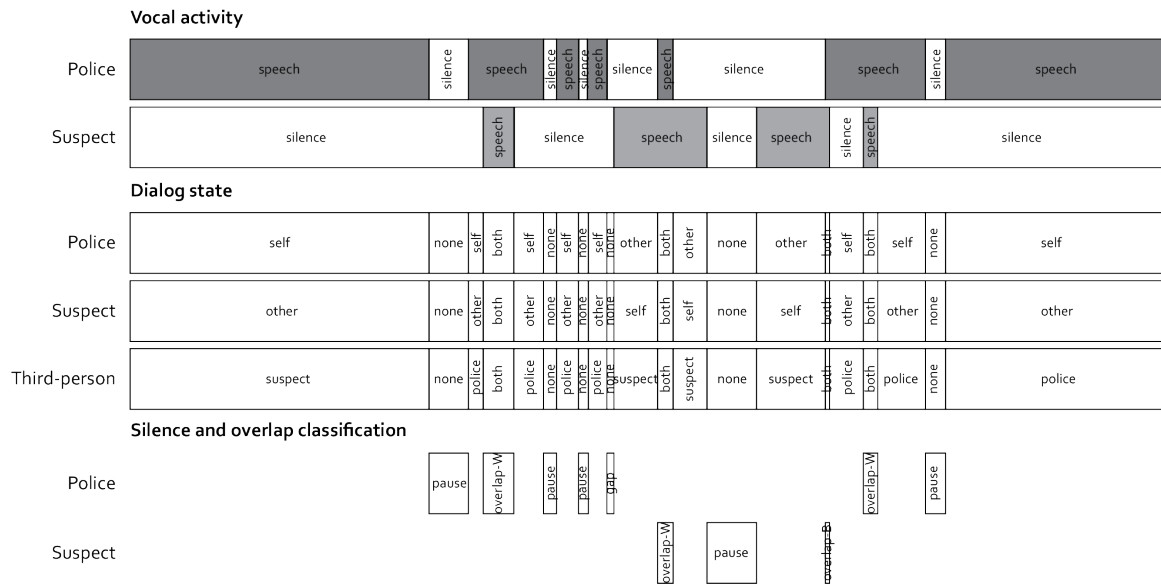 Vocal activity
Police speech silence speech silence speech silence speech silence speech silence speech silence speech
Suspect silence speech silence speech silence speech silence speech silence
Dialog state
Police self none self both self none self none self none other both other none other both self both self none self
Suspect other none other both other none other none other none self both self none self both other both other none other
Third-person suspect none police both police none police none police none suspect both suspect none suspect both police both police none police
Silence and overlap classification
Police pause overlap-W pause pause gap overlap-W pause
Suspect overlap-W pause overlap-B